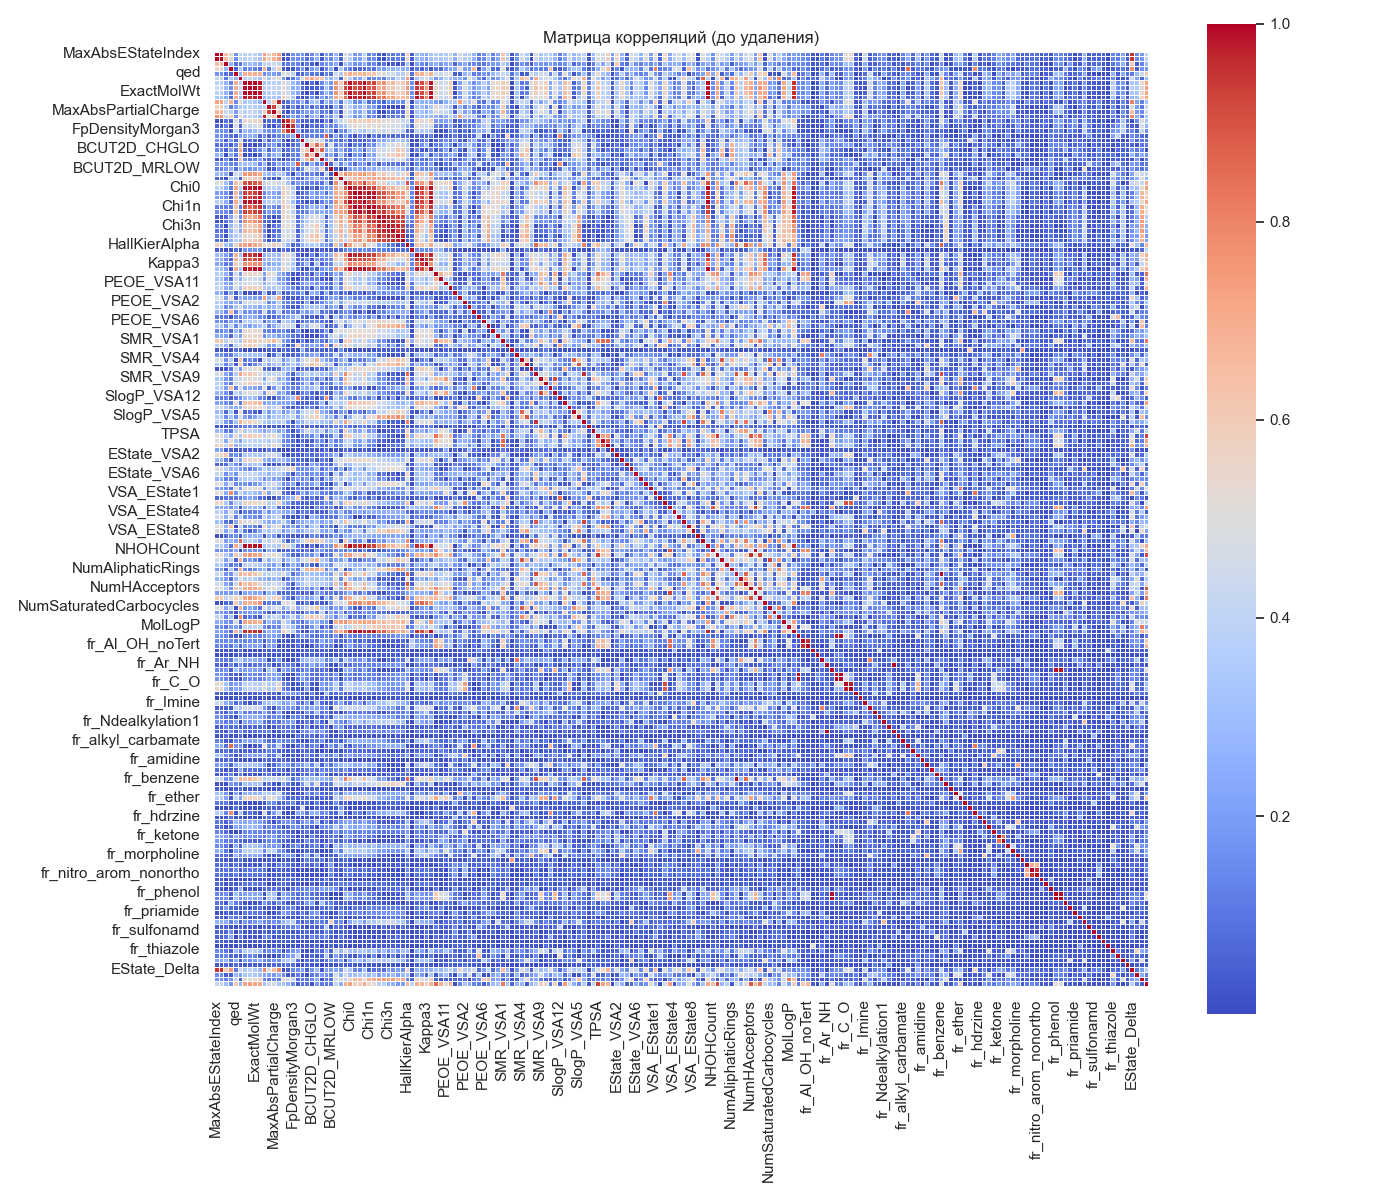 Матрица корреляций (до удаления)
MaxAbsEStateIndex
qed
ExactMolWt
MaxAbsPartialCharge
FpDensityMorgan3
BCUT2D_CHGLO
BCUT2D_MRLOW
Chi0
Chi1n
Chi3n
HallKierAlpha
Kappa3
PEOE_VSA11
PEOE_VSA2
PEOE_VSA6
SMR_VSA1
SMR_VSA4
SMR_VSA9
SlogP_VSA12
SlogP_VSA5
TPSA
EState_VSA2
EState_VSA6
VSA_EState1
VSA_EState4
VSA_EState8
NHOHCount
NumAliphaticRings
NumHAcceptors
NumSaturatedCarbocycles
MolLogP
fr_Al_OH_noTert
fr_Ar_NH
fr_C_O
fr_Imine
fr_Ndealkylation1
fr_alkyl_carbamate
fr_amidine
fr_benzene
fr_ether
fr_hdrzine
fr_ketone
fr_morpholine
fr_nitro_arom_nonortho
fr_phenol
fr_priamide
fr_sulfonamd
fr_thiazole
EState_Delta
MaxAbsEStateIndex
qed
ExactMolWt
MaxAbsPartialCharge
FpDensityMorgan3
BCUT2D_CHGLO
BCUT2D_MRLOW
Chi0
Chi1n
Chi3n
HallKierAlpha
Kappa3
PEOE_VSA11
PEOE_VSA2
PEOE_VSA6
SMR_VSA1
SMR_VSA4
SMR_VSA9
SlogP_VSA12
SlogP_VSA5
TPSA
EState_VSA2
EState_VSA6
VSA_EState1
VSA_EState4
VSA_EState8
NHOHCount
NumAliphaticRings
NumHAcceptors
NumSaturatedCarbocycles
MolLogP
fr_Al_OH_noTert
fr_Ar_NH
fr_C_O
fr_Imine
fr_Ndealkylation1
fr_alkyl_carbamate
fr_amidine
fr_benzene
fr_ether
fr_hdrzine
fr_ketone
fr_morpholine
fr_nitro_arom_nonortho
fr_phenol
fr_priamide
fr_sulfonamd
fr_thiazole
EState_Delta
1.0
0.8
0.6
0.4
0.2